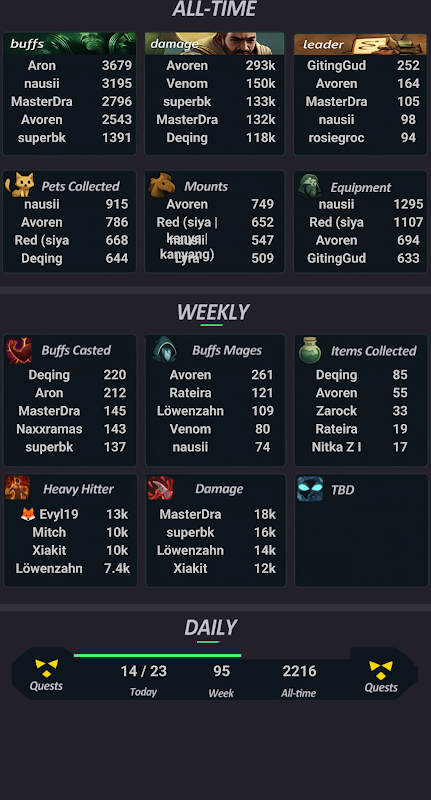 ALL-TIME
buffs
Aron 3679
nausii 3195
MasterDra 2796
Avoren 2543
superbk 1391
damage
Avoren 293k
Venom 150k
superbk 133k
MasterDra 132k
Deqing 118k
leader
GitingGud 252
Avoren 164
MasterDra 105
nausii 98
rosiegroc 94
Pets Collected
nausii 915
Avoren 786
Red (siya 668
Deqing 644
Mounts
Avoren 749
Red (siya | 652
547
kanyang)
509
Equipment
nausii 1295
Red (siya 1107
Avoren 694
GitingGud 633
WEEKLY
Buffs Casted
Deqing 220
Aron 212
MasterDra 145
Naxxramas 143
superbk 137
Buffs Mages
Avoren 261
Rateira 121
Löwenzahn 109
Venom 80
nausii 74
Items Collected
Deqing 85
Avoren 55
Zarock 33
Rateira 19
Nitka Z I 17
Heavy Hitter
🦊 Evyl19 13k
Mitch 10k
Xiakit 10k
Löwenzahn 7.4k
Damage
MasterDra 18k
superbk 16k
Löwenzahn 14k
Xiakit 12k
TBD
DAILY
Quests
14 / 23
Today
95
Week
2216
All-time
Quests